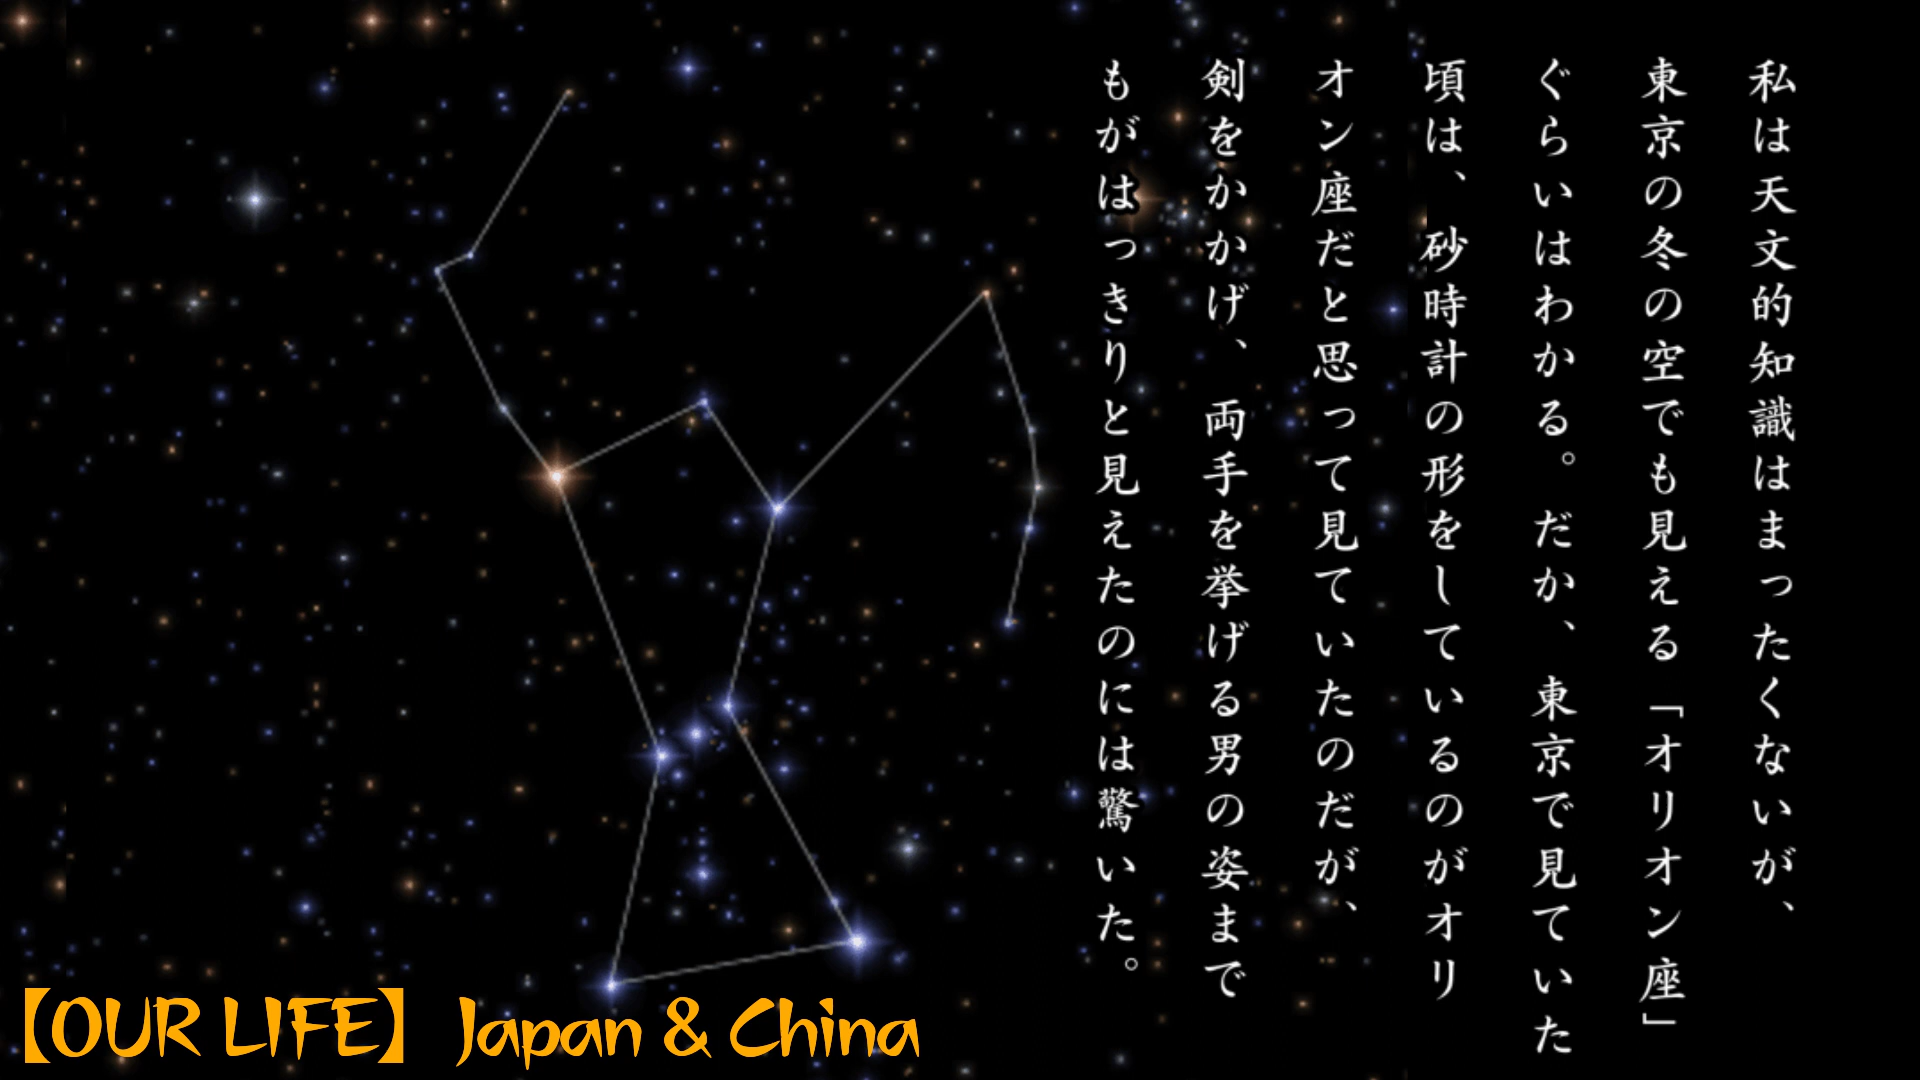 私は天文的知識はまったくないが、
東京の冬の空でも見える「オリオン座」
ぐらいはわかる。だか、東京で見ていた
頃は、砂時計の形をしているのがオリ
オン座だと思って見ていたのだが、
剣をかかげ、両手を挙げる男の姿まで
もがはっきりと見えたのには驚いた。
【OUR LIFE】 Japan & China